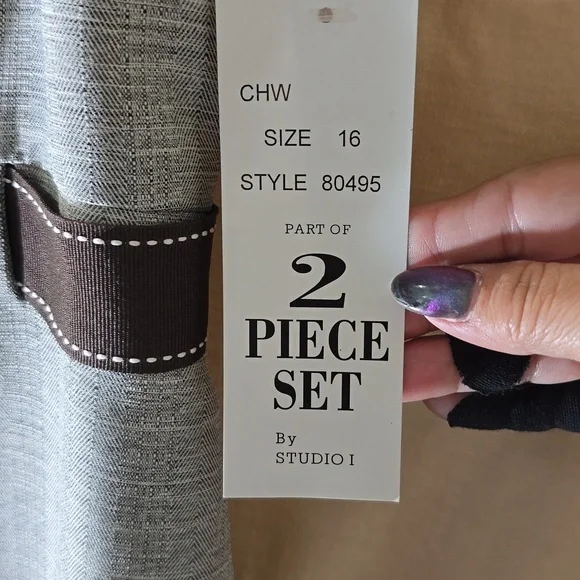 CHW
SIZE 16
STYLE 80495
PART OF
2
PIECE
SET
By
STUDIO I